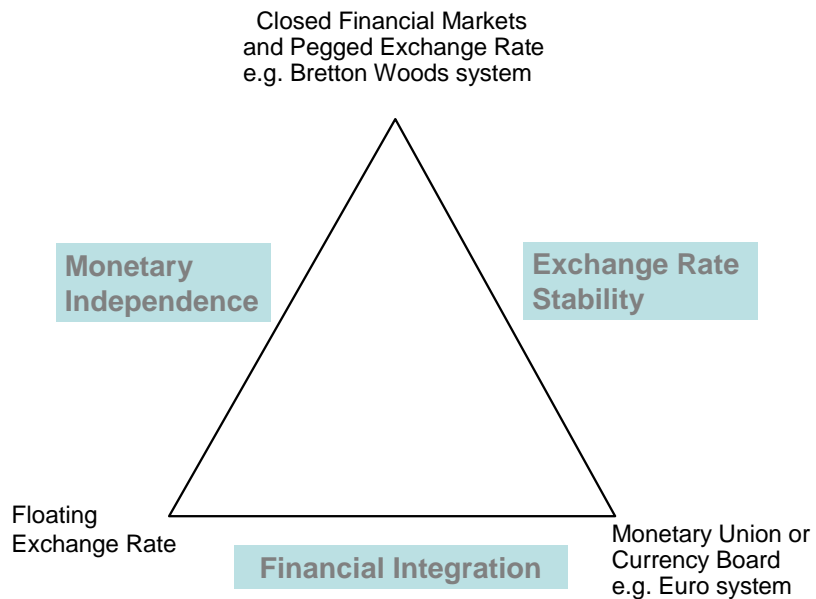 Closed Financial Markets
and Pegged Exchange Rate
e.g. Bretton Woods system
Monetary
Independence
Exchange Rate
Stability
Floating
Exchange Rate
Financial Integration
Monetary Union or
Currency Board
e.g. Euro system